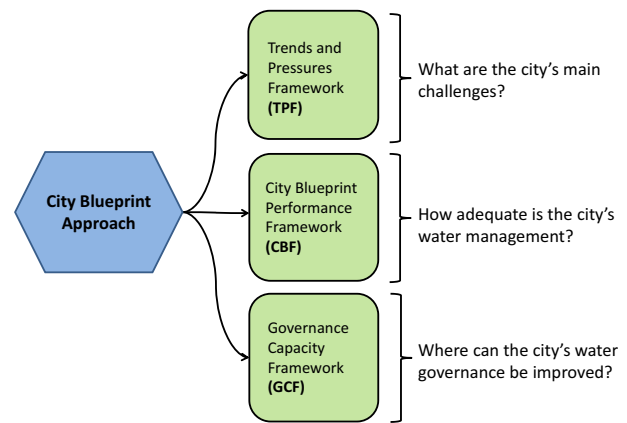 City Blueprint
Approach
Trends and
Pressures
Framework
(TPF)
What are the city's main
challenges?
City Blueprint
Performance
Framework
(CBF)
How adequate is the city's
water management?
Governance
Capacity
Framework
(GCF)
Where can the city's water
governance be improved?